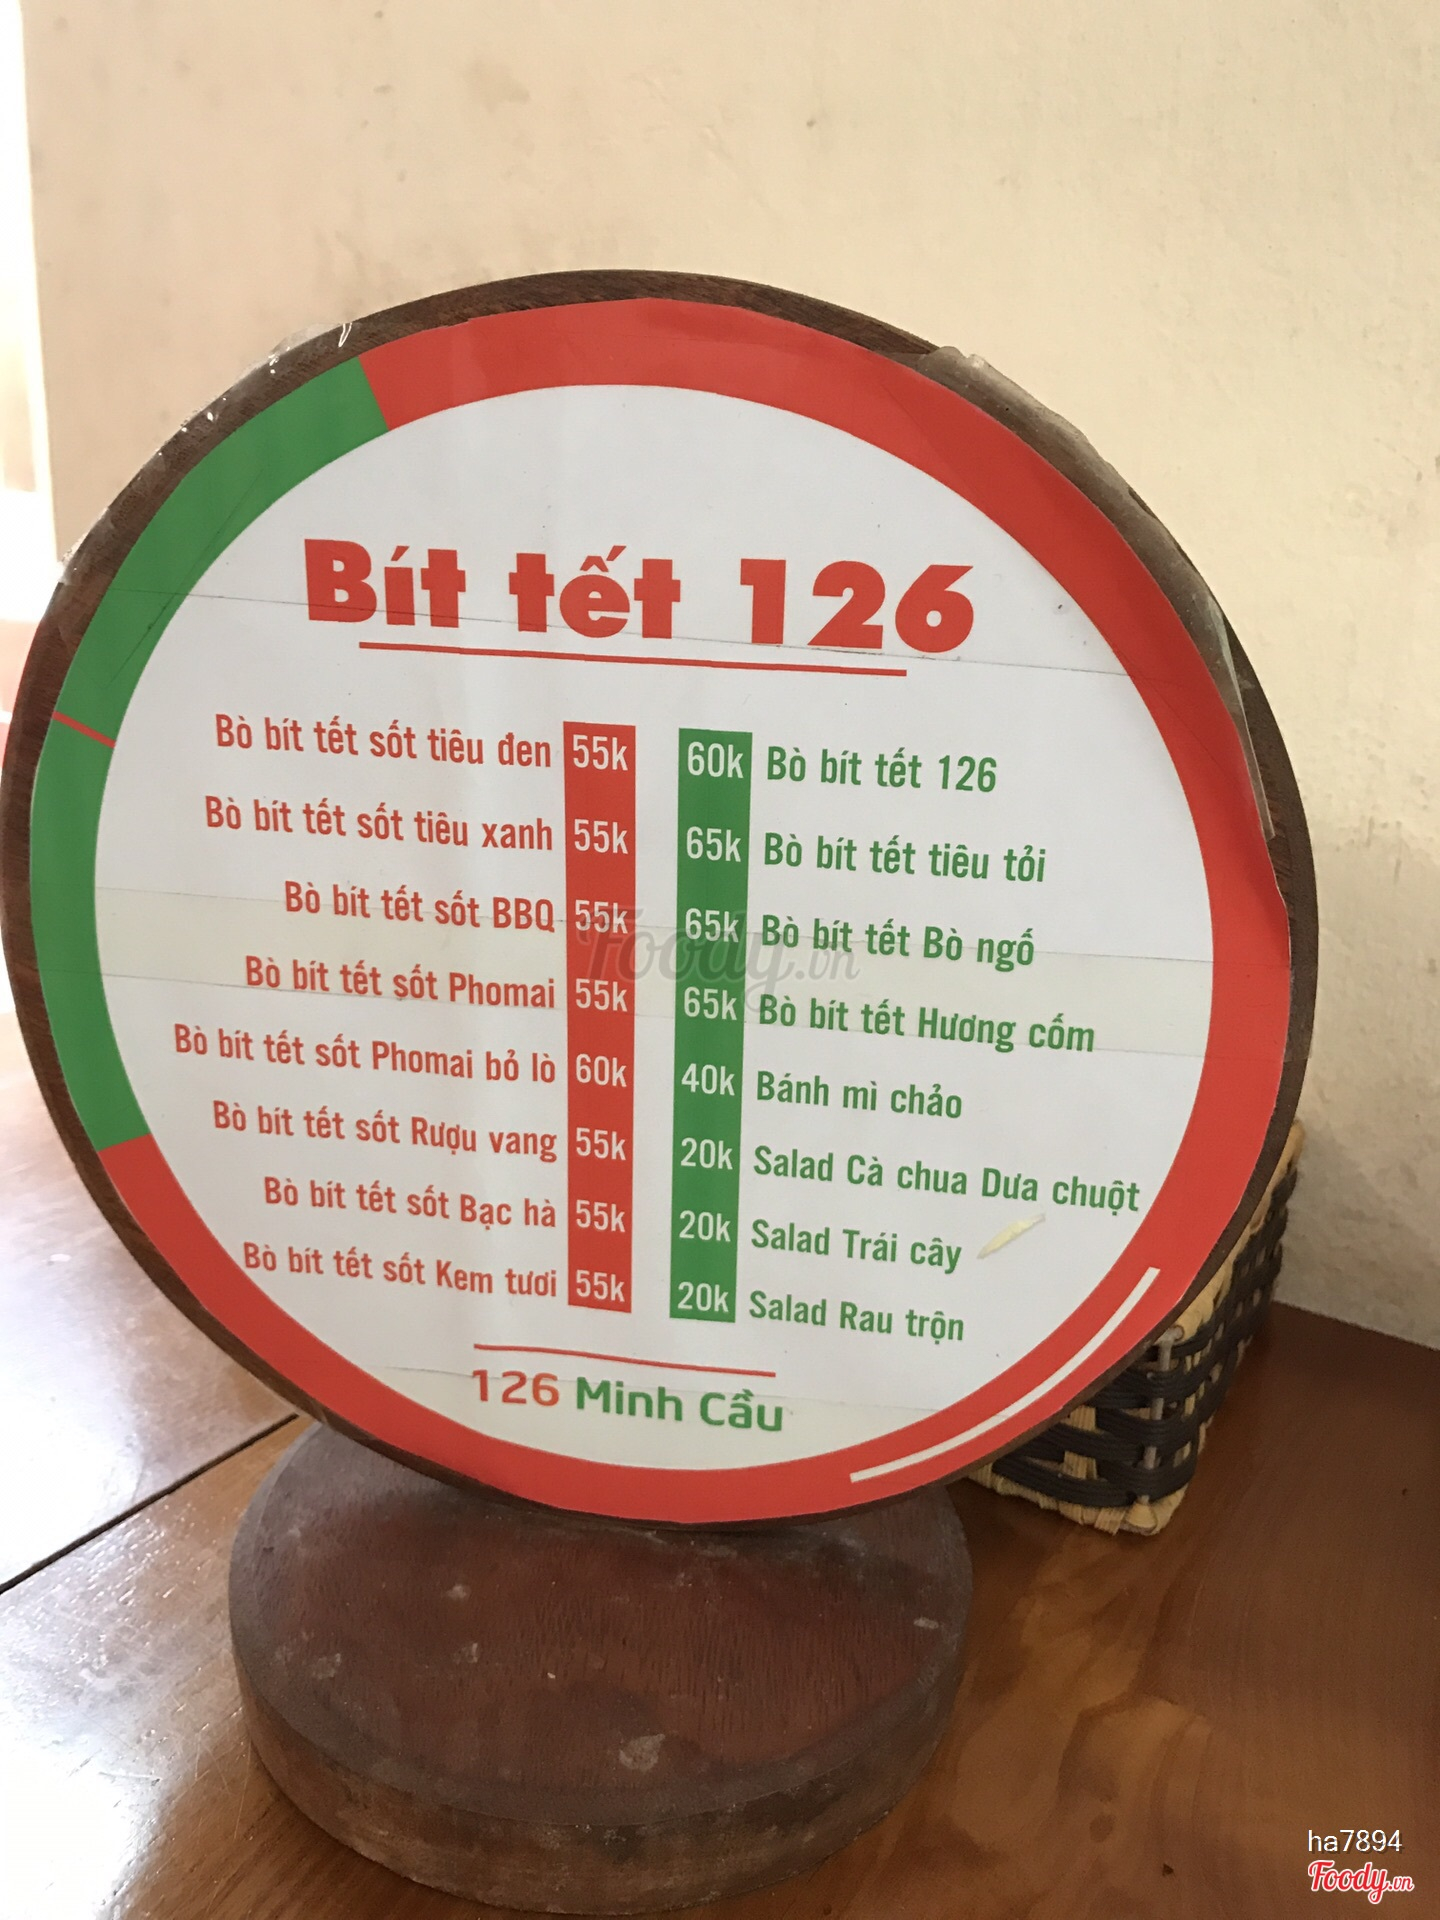 Bít tết 126
Bò bít tết sốt tiêu đen 55k
Bò bít tết sốt tiêu xanh 55k
Bò bít tết sốt BBQ 55k
Bò bít tết sốt Phomai 55k
Bò bít tết sốt Phomai bỏ lò 60k
Bò bít tết sốt Rượu vang 55k
Bò bít tết sốt Bạc hà 55k
Bò bít tết sốt Kem tươi 55k
60k Bò bít tết 126
65k Bò bít tết tiêu tỏi
65k Bò bít tết Bò ngố
65k Bò bít tết Hương cốm
40k Bánh mì chảo
20k Salad Cà chua Dưa chuột
20k Salad Trái cây
20k Salad Rau trộn
126 Minh Cầu
Foody.vn
ha7894
Foody.vn